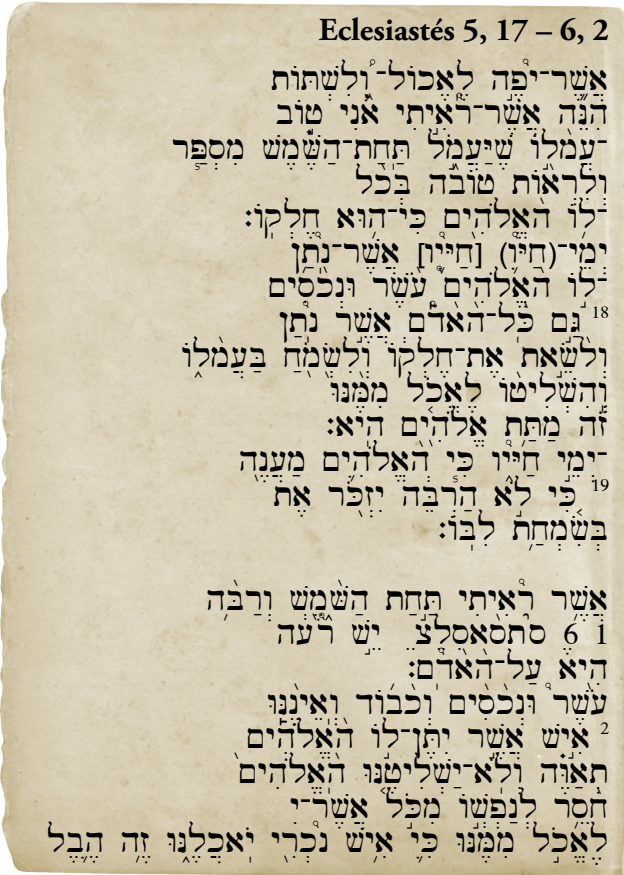 Eclesiastés 5, 17 – 6, 2
אֲשֶׁר־יָפֶה לֶאֱכוֹל־וְלִשְׁתּוֹת
הִנֵּה אֲשֶׁר־רָאִיתִי אָנִי טוֹב
־עֲמָלוֹ שֶׁיַּעֲמֹל תַּחַת־הַשֶּׁמֶשׁ מִסְפַּר
וְלִרְאוֹת טוֹבָה בְּכָל
־לוֹ הָאֱלֹהִים כִּי־הוּא חֶלְקוֹ׃
יְמֵי־(חַיָּו) [חַיָּיו] אֲשֶׁר־נָתַן
־לוֹ הָאֱלֹהִים עֹשֶׁר וּנְכָסִים
18 גַּם כָּל־הָאָדָם אֲשֶׁר נָתַן
וְלָשֵׂאת אֶת־חֶלְקוֹ וְלִשְׂמֹחַ בַּעֲמָלוֹ
וְהִשְׁלִיטוֹ לֶאֱכֹל מִמֶּנּוּ
זֹה מַתַּת אֱלֹהִים הִיא׃
־יְמֵי חַיָּיו כִּי הָאֱלֹהִים מַעֲנֶה
19 כִּי לֹא הַרְבֵּה יִזְכֹּר אֶת
בְּשִׂמְחַת לִבּוֹ׃
אֲשֶׁר רָאִיתִי תַּחַת הַשָּׁמֶשׁ וְרַבָּה
1 6 סתסאסלצ יֵשׁ רָעָה
הִיא עַל־הָאָדָם׃
עֹשֶׁר וּנְכָסִים וְכָבוֹד וְאֵינֶנּוּ
2 אִישׁ אֲשֶׁר יִתֶּן־לוֹ הָאֱלֹהִים
תְאַוֶּה וְלֹא־יַשְׁלִיטֶנּוּ הָאֱלֹהִים
חָסֵר לְנַפְשׁוֹ מִכֹּל אֲשֶׁר־יִ
לֶאֱכֹל מִמֶּנּוּ כִּי אִישׁ נָכְרִי יֹאכֲלֶנּוּ זֶה הֶבֶל